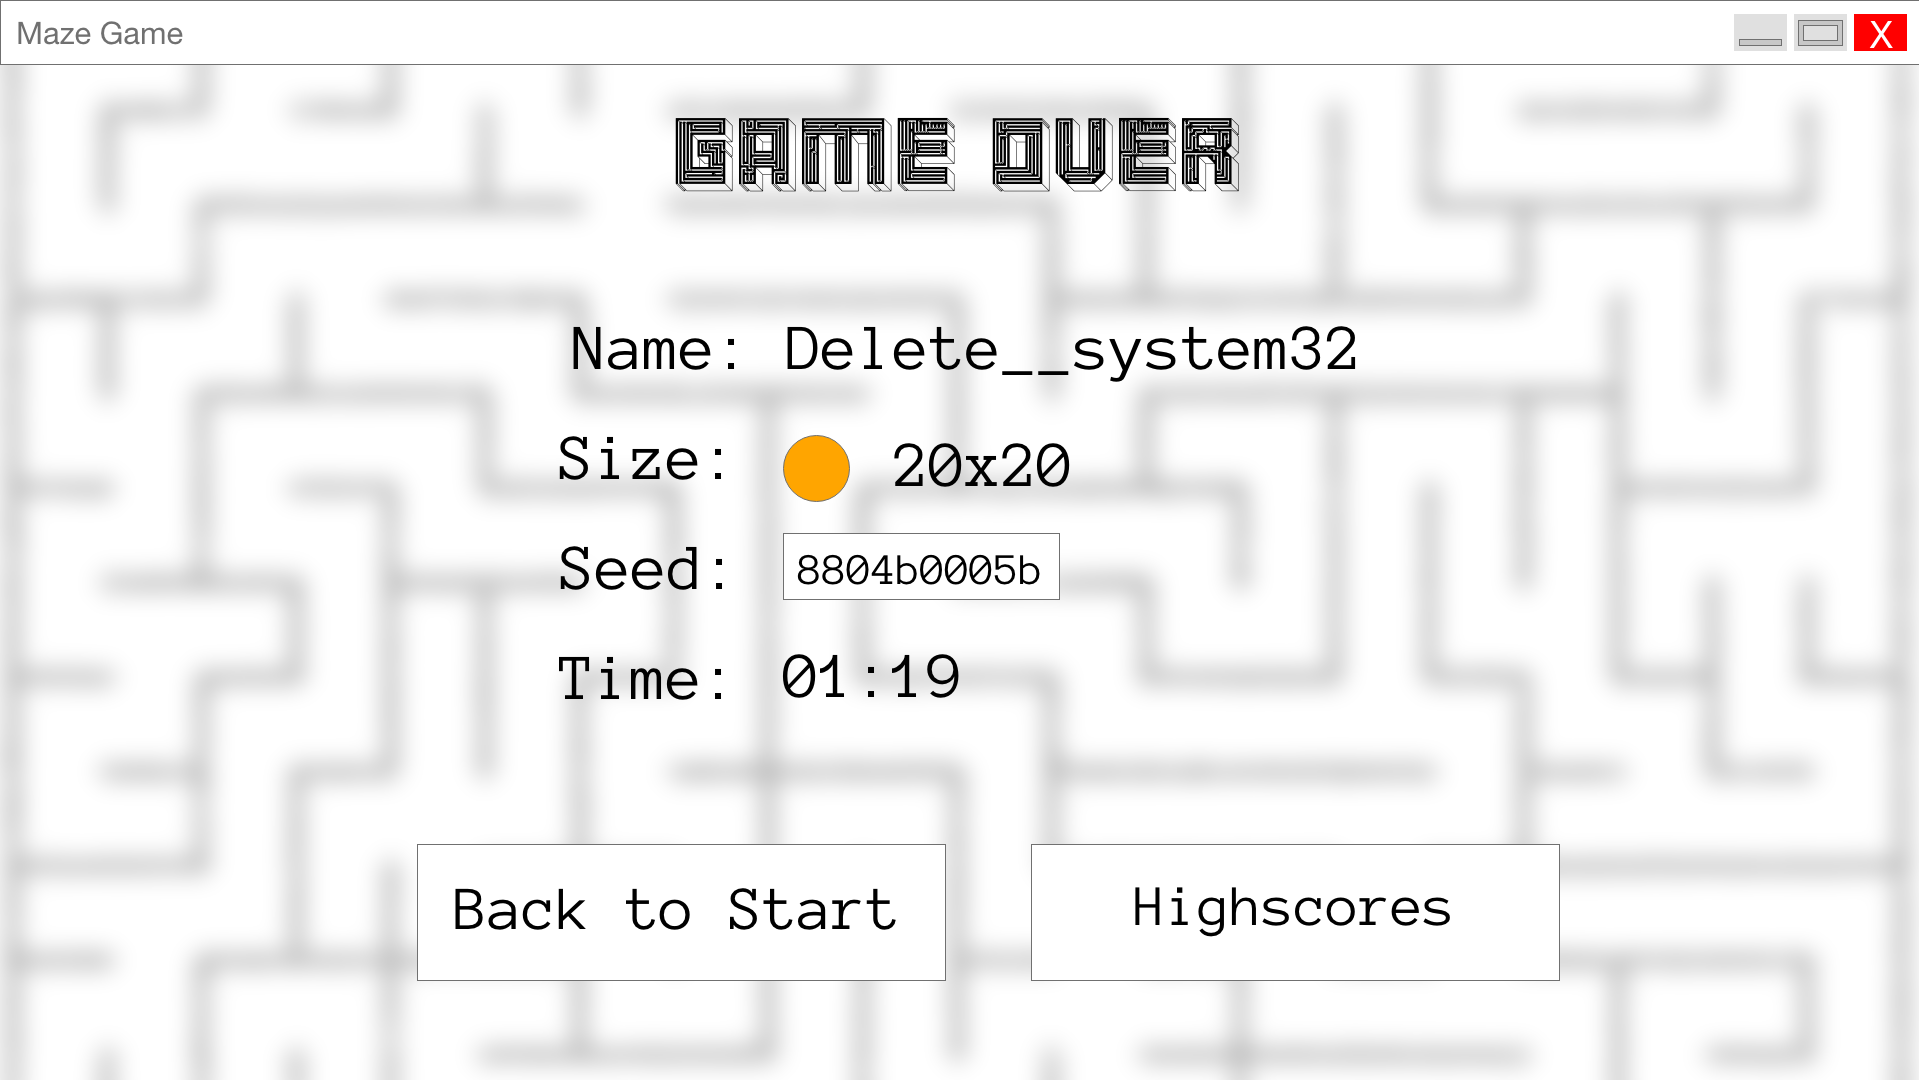 Maze Game
X
GAME OVER
Name: Delete__system32
Size: 20x20
Seed: 8804b0005b
Time: 01:19
Back to Start
Highscores